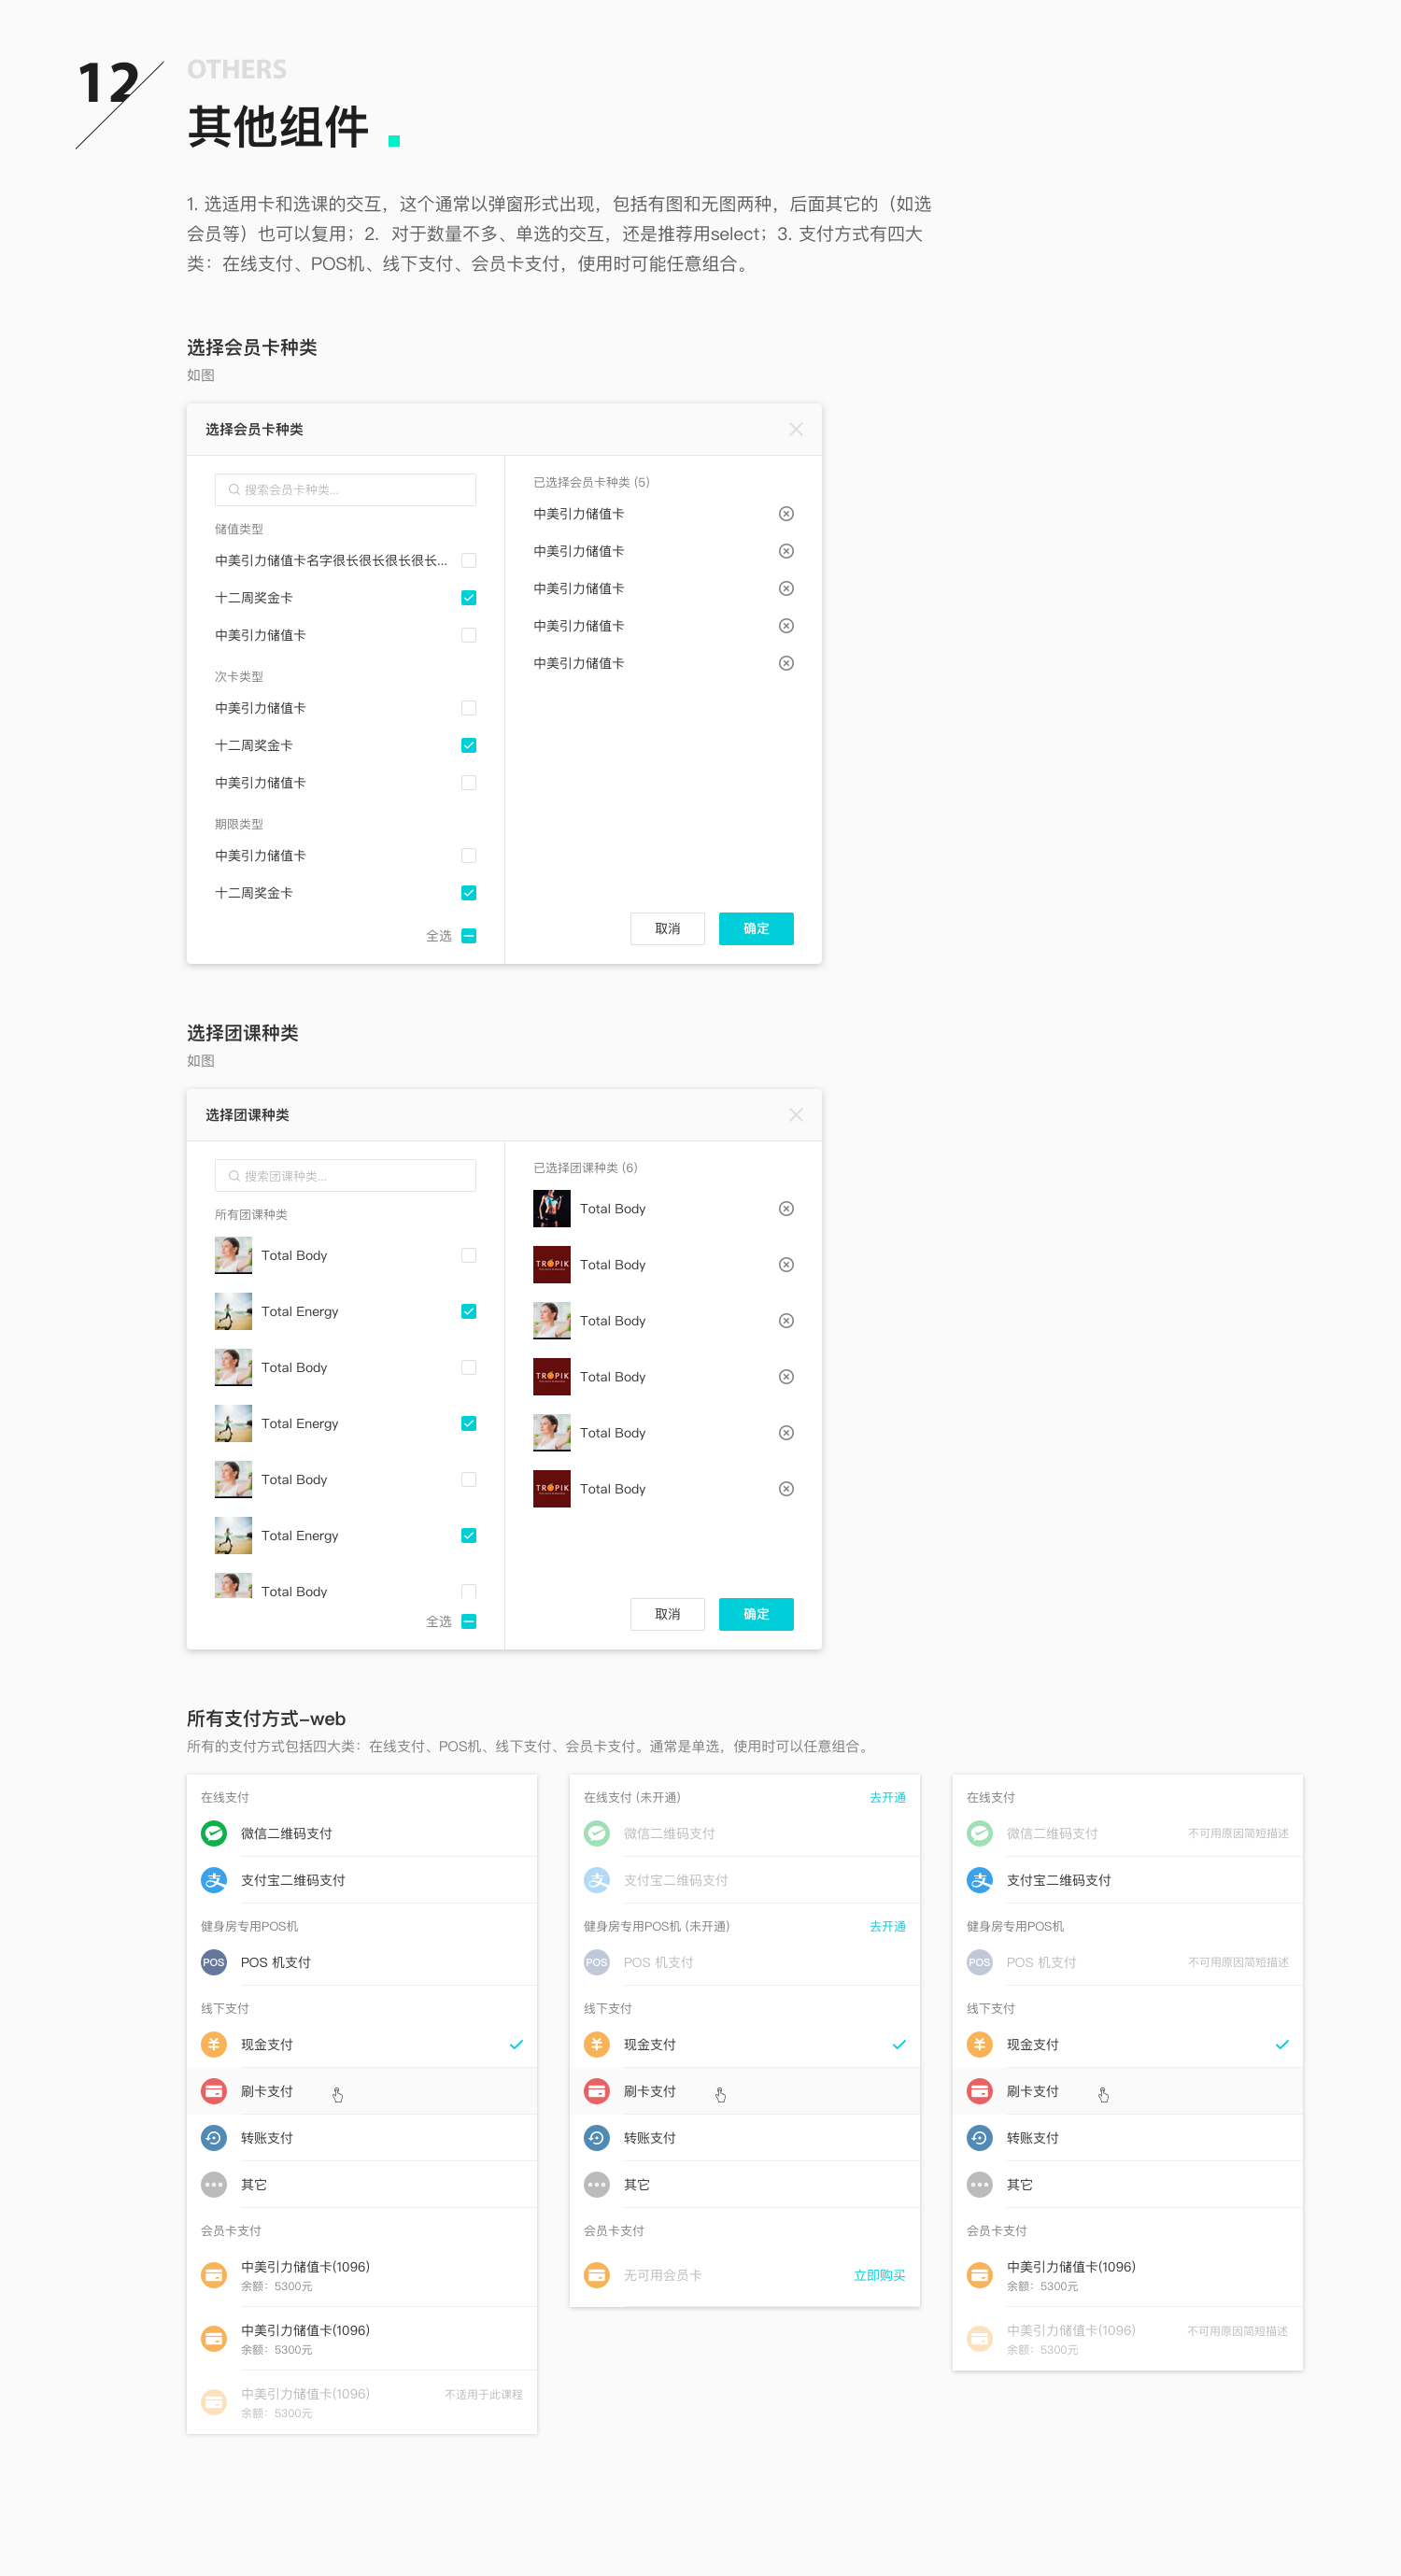 12
OTHERS
其他组件
1. 选适用卡和选课的交互，这个通常以弹窗形式出现，包括有图和无图两种，后面其它的（如选
会员等）也可以复用；2. 对于数量不多、单选的交互，还是推荐用select；3. 支付方式有四大
类：在线支付、POS机、线下支付、会员卡支付，使用时可能任意组合。
选择会员卡种类
如图
选择会员卡种类
搜索会员卡种类...
储值类型
中美引力储值卡名字很长很长很长很长...
十二周奖金卡
中美引力储值卡
次卡类型
中美引力储值卡
十二周奖金卡
中美引力储值卡
期限类型
中美引力储值卡
十二周奖金卡
全选
已选择会员卡种类 (5)
中美引力储值卡
中美引力储值卡
中美引力储值卡
中美引力储值卡
中美引力储值卡
取消 确定
选择团课种类
如图
选择团课种类
搜索团课种类...
所有团课种类
Total Body
Total Energy
Total Body
Total Energy
Total Body
Total Energy
Total Body
全选
已选择团课种类 (6)
Total Body
TROPIK Total Body
Total Body
TROPIK Total Body
Total Body
TROPIK Total Body
取消 确定
所有支付方式-web
所有的支付方式包括四大类：在线支付、POS机、线下支付、会员卡支付。通常是单选，使用时可以任意组合。
在线支付
微信二维码支付
支付宝二维码支付
健身房专用POS机
POS POS 机支付
线下支付
现金支付
刷卡支付
转账支付
其它
会员卡支付
中美引力储值卡(1096)
余额：5300元
中美引力储值卡(1096)
余额：5300元
中美引力储值卡(1096) 不适用于此课程
余额：5300元
在线支付 (未开通) 去开通
微信二维码支付
支付宝二维码支付
健身房专用POS机 (未开通) 去开通
POS POS 机支付
线下支付
现金支付
刷卡支付
转账支付
其它
会员卡支付
无可用会员卡 立即购买
在线支付
微信二维码支付 不可用原因简短描述
支付宝二维码支付
健身房专用POS机
POS POS 机支付 不可用原因简短描述
线下支付
现金支付
刷卡支付
转账支付
其它
会员卡支付
中美引力储值卡(1096)
余额：5300元
中美引力储值卡(1096) 不可用原因简短描述
余额：5300元